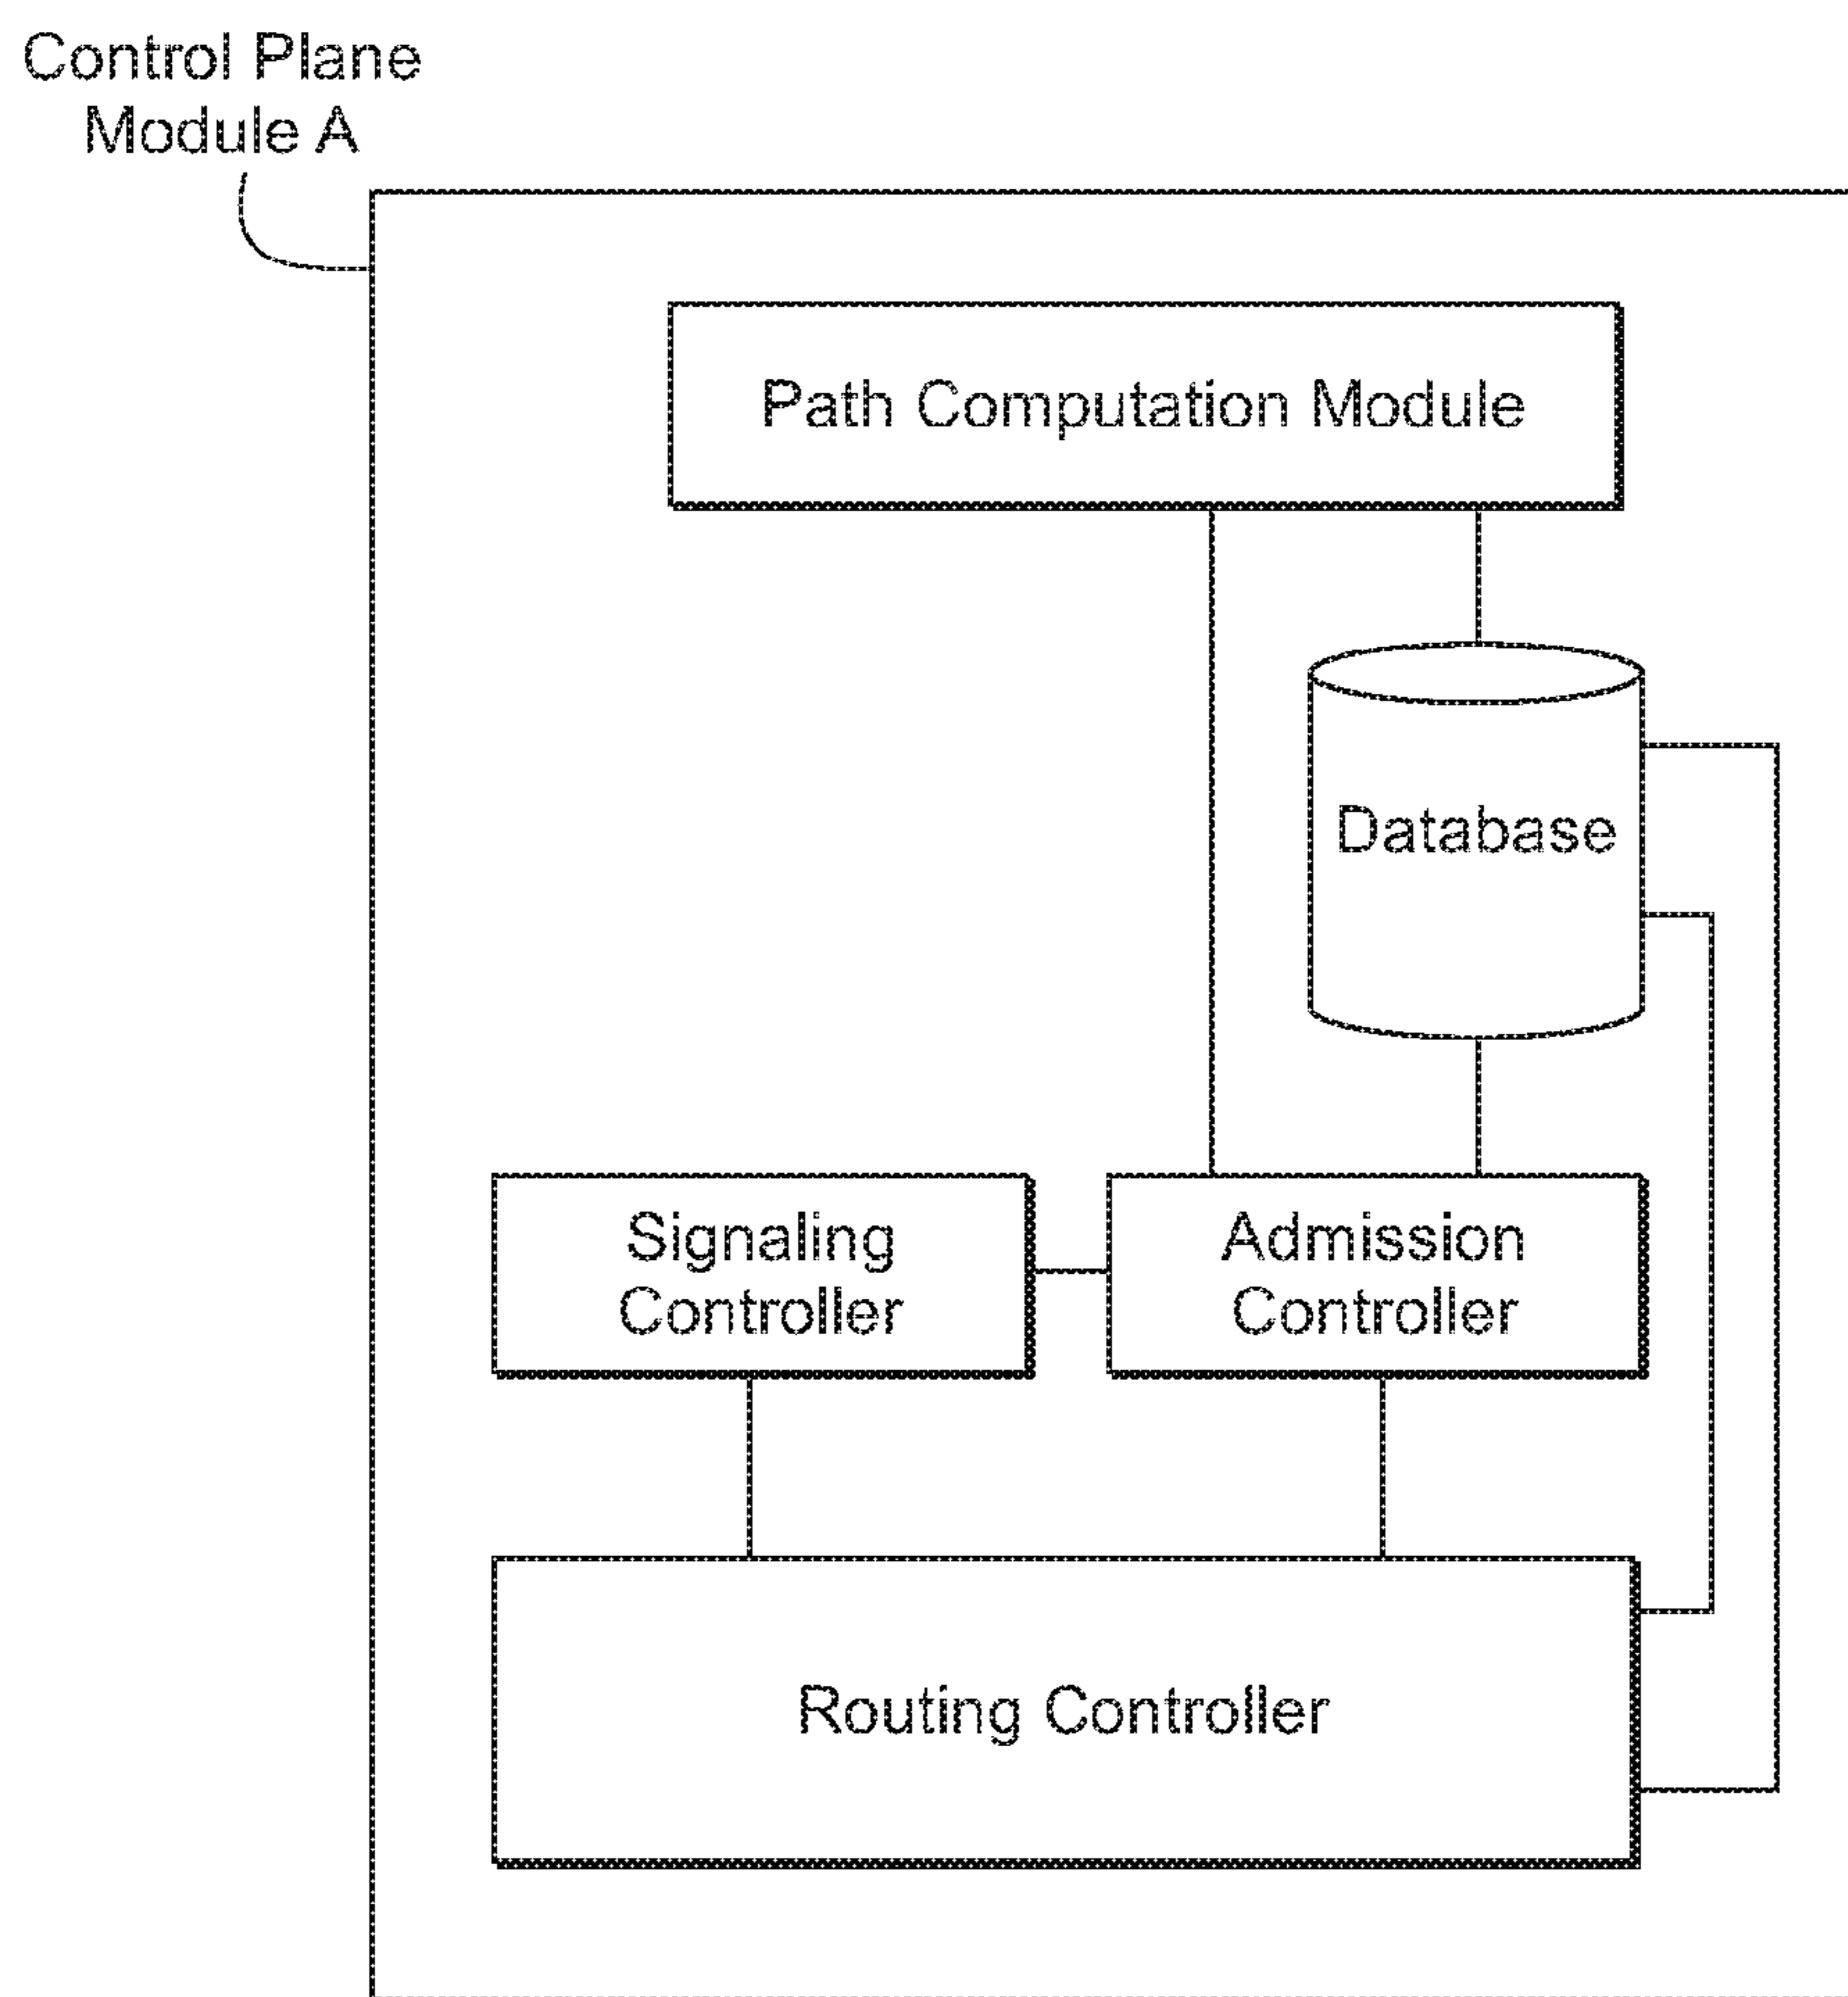 Control Plane
Module A
Path Computation Module
Database
Signaling
Controller
Admission
Controller
Routing Controller